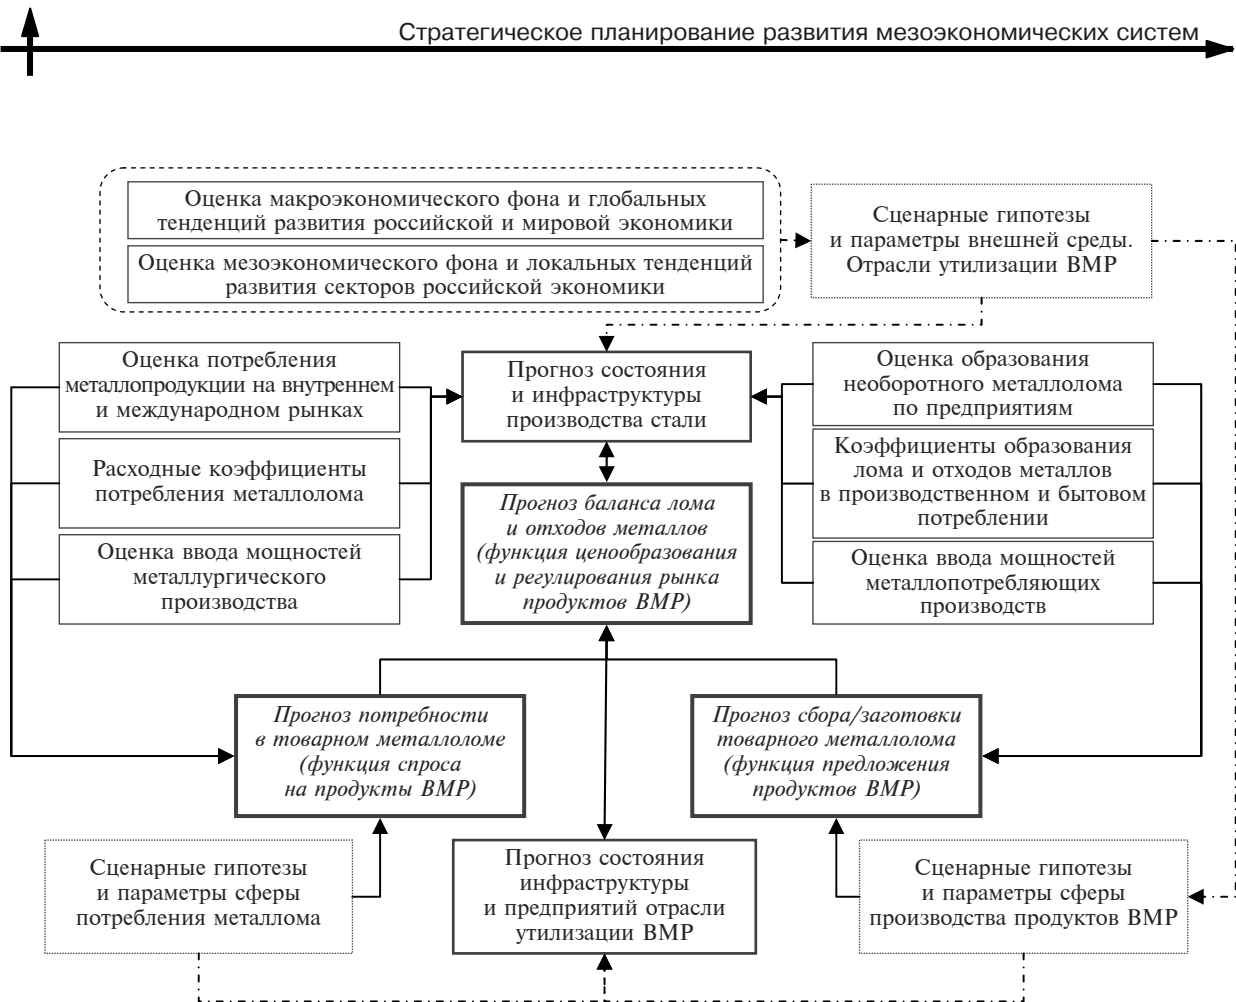 Стратегическое планирование развития мезоэкономических систем
Оценка макроэкономического фона и глобальных
тенденций развития российской и мировой экономики
Оценка мезоэкономического фона и локальных тенденций
развития секторов российской экономики
Сценарные гипотезы
и параметры внешней среды.
Отрасли утилизации ВМР
Оценка потребления
металлопродукции на внутреннем
и международном рынках
Расходные коэффициенты
потребления металлолома
Оценка ввода мощностей
металлургического
производства
Прогноз состояния
и инфраструктуры
производства стали
Прогноз баланса лома
и отходов металлов
(функция ценообразования
и регулирования рынка
продуктов ВМР)
Оценка образования
необоротного металлолома
по предприятиям
Коэффициенты образования
лома и отходов металлов
в производственном и бытовом
потреблении
Оценка ввода мощностей
металлопотребляющих
производств
Прогноз потребности
в товарном металлоломе
(функция спроса
на продукты ВМР)
Прогноз сбора/заготовки
товарного металлолома
(функция предложения
продуктов ВМР)
Сценарные гипотезы
и параметры сферы
потребления металлома
Прогноз состояния
инфраструктуры
и предприятий отрасли
утилизации ВМР
Сценарные гипотезы
и параметры сферы
производства продуктов ВМР